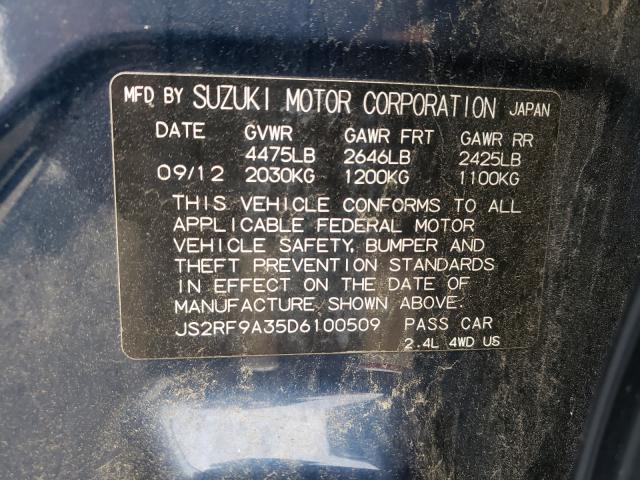 MFD BY SUZUKI MOTOR CORPORATION JAPAN
DATE GVWR GAWR FRT GAWR RR
4475LB 2646LB 2425LB
09/12 2030KG 1200KG 1100KG
THIS VEHICLE CONFORMS TO ALL
APPLICABLE FEDERAL MOTOR
VEHICLE SAFETY, BUMPER AND
THEFT PREVENTION STANDARDS
IN EFFECT ON THE DATE OF
MANUFACTURE SHOWN ABOVE.
JS2RF9A35D6100509 PASS CAR
2.4L 4WD US